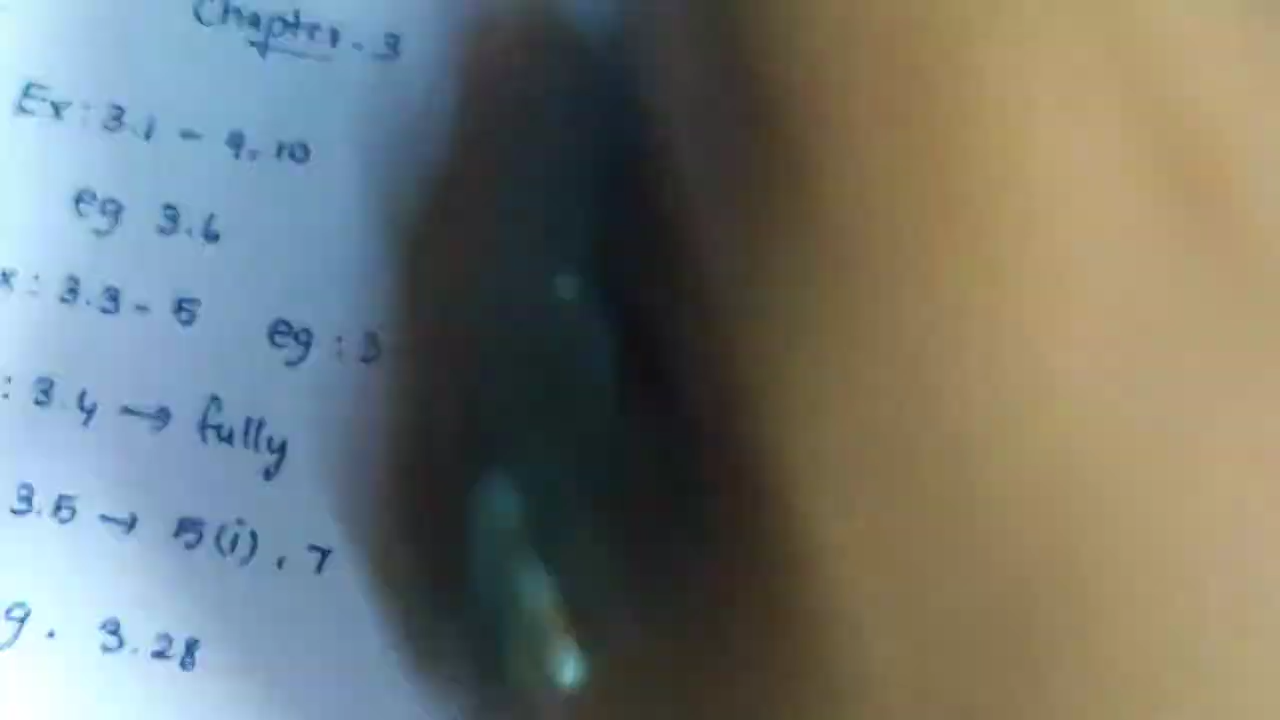 Chapter - 3
Ex : 3.1 - 9, 10
eg 3.6
x : 3.3 - 5 eg : 3
: 3.4 → fully
3.5 → 5(i), 7
g. 3.28